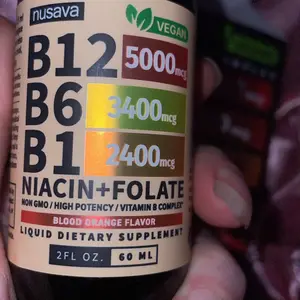 nusava
VEGAN
B12 5000mcg
B6 3400mcg
B1 2400mcg
NIACIN+FOLATE
NON GMO / HIGH POTENCY / VITAMIN B COMPLEX*
BLOOD ORANGE FLAVOR
LIQUID DIETARY SUPPLEMENT
2FL OZ. 60 ML